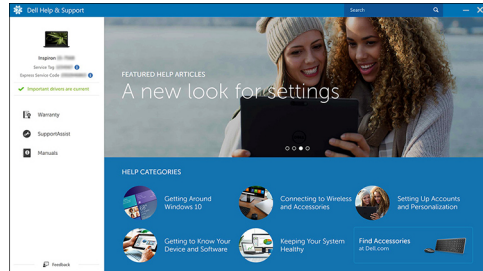 Dell Help & Support
Search
Inspiron
Service Tag
Express Service Code
Important drivers are current
Warranty
SupportAssist
Manuals
Feedback
FEATURED HELP ARTICLES
A new look for settings
HELP CATEGORIES
Getting Around
Windows 10
Connecting to Wireless
and Accessories
Setting Up Accounts
and Personalization
Getting to Know Your
Device and Software
Keeping Your System
Healthy
Find Accessories
at Dell.com